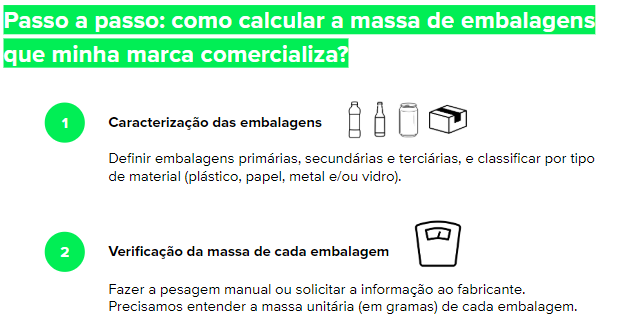 Passo a passo: como calcular a massa de embalagens
que minha marca comercializa?
1
Caracterização das embalagens
Definir embalagens primárias, secundárias e terciárias, e classificar por tipo
de material (plástico, papel, metal e/ou vidro).
2
Verificação da massa de cada embalagem
Fazer a pesagem manual ou solicitar a informação ao fabricante.
Precisamos entender a massa unitária (em gramas) de cada embalagem.